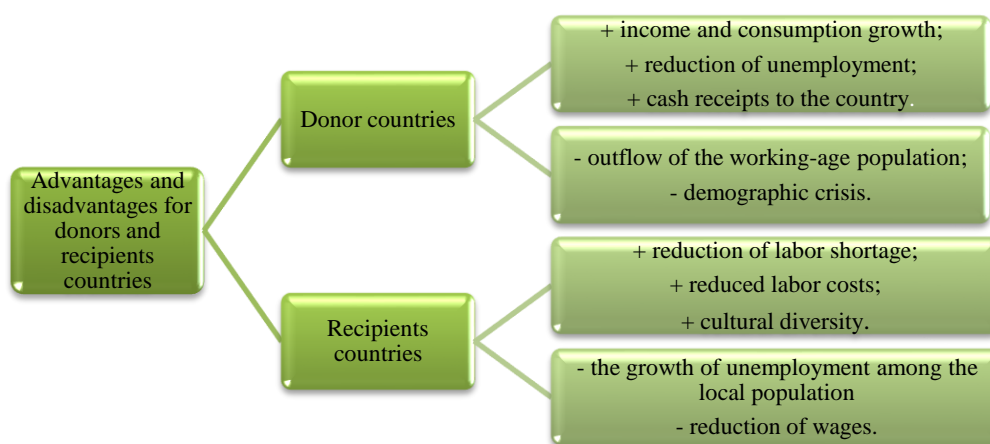 Advantages and
disadvantages for
donors and
recipients
countries
Donor countries
+ income and consumption growth;
+ reduction of unemployment;
+ cash receipts to the country.
- outflow of the working-age population;
- demographic crisis.
Recipients
countries
+ reduction of labor shortage;
+ reduced labor costs;
+ cultural diversity.
- the growth of unemployment among the
local population
- reduction of wages.